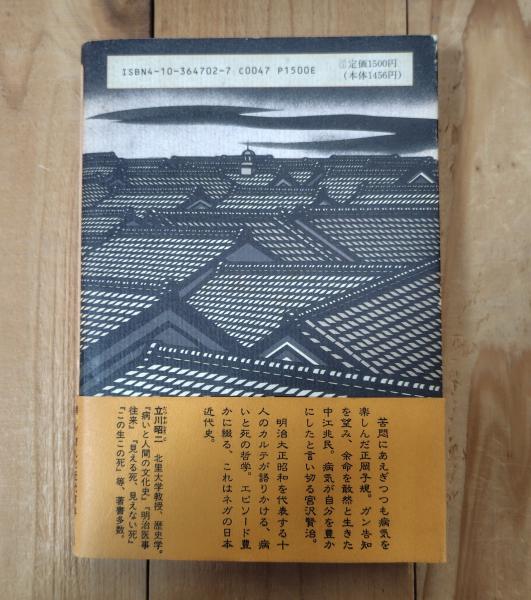 ISBN4-10-364702-7 C0047 P1500E
定価1500円
(本体1456円)
苦悶にあえぎつつも病気を
楽しんだ正岡子規。ガン告知
を望み、余命を敢然と生きた
中江兆民。病気が自分を豊か
にしたと言い切る宮沢賢治。
明治大正昭和を代表する十
人のカルテが語りかける、病
いと死の哲学。エピソード豊
かに綴る、これはネガの日本
近代史。
立川昭二 北里大学教授、歴史学。
『病いと人間の文化史』『明治医事
往来』『見える死、見えない死』
『この生この死』等、著書多数。